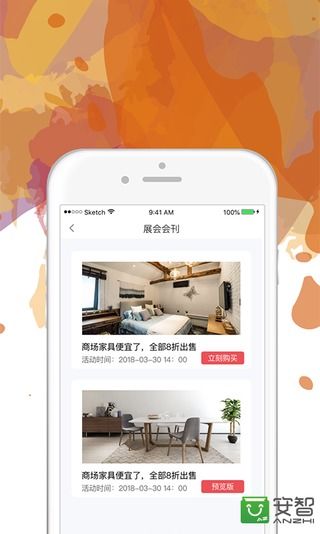 Sketch 9:41 AM 100%
展会会刊
商场家具便宜了，全部8折出售
活动时间：2018-03-30 14：00 立刻购买
商场家具便宜了，全部8折出售
活动时间：2018-03-30 14：00 预览版
安智
ANZHI
AZ